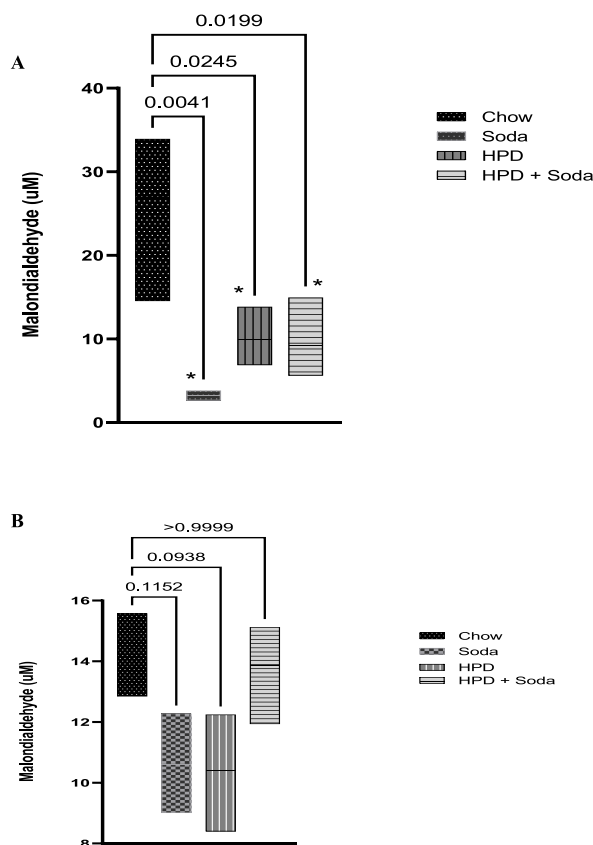 A
0.0199
0.0245
0.0041
40
30
20
10
0
Malondialdehyde (uM)
*
*
*
Chow
Soda
HPD
HPD + Soda
B
>0.9999
0.0938
0.1152
16
14
12
10
8
Malondialdehyde (uM)
Chow
Soda
HPD
HPD + Soda